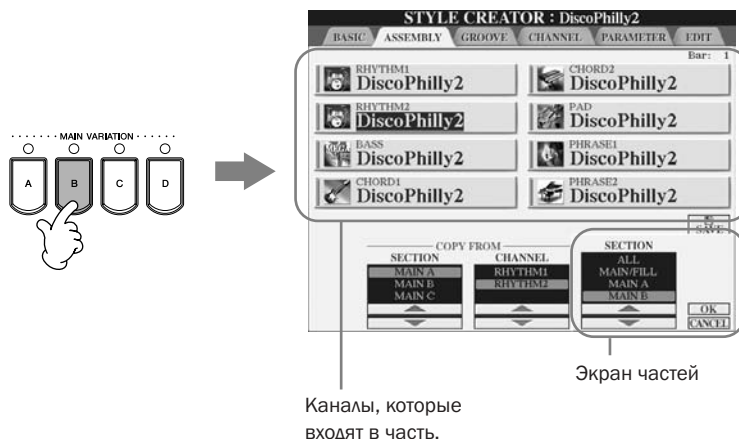 STYLE CREATOR : DiscoPhilly2
BASIC ASSEMBLY GROOVE CHANNEL PARAMETER EDIT
Bar: 1
RHYTHM1
DiscoPhilly2
CHORD2
DiscoPhilly2
RHYTHM2
DiscoPhilly2
PAD
DiscoPhilly2
BASS
DiscoPhilly2
PHRASE1
DiscoPhilly2
CHORD1
DiscoPhilly2
PHRASE2
DiscoPhilly2
MAIN VARIATION
A B C D
SAVE
COPY FROM
SECTION CHANNEL SECTION
MAIN A
MAIN B
MAIN C
RHYTHM1
RHYTHM2
ALL
MAIN/FILL
MAIN A
MAIN B
OK
CANCEL
Экран частей
Каналы, которые
входят в часть.